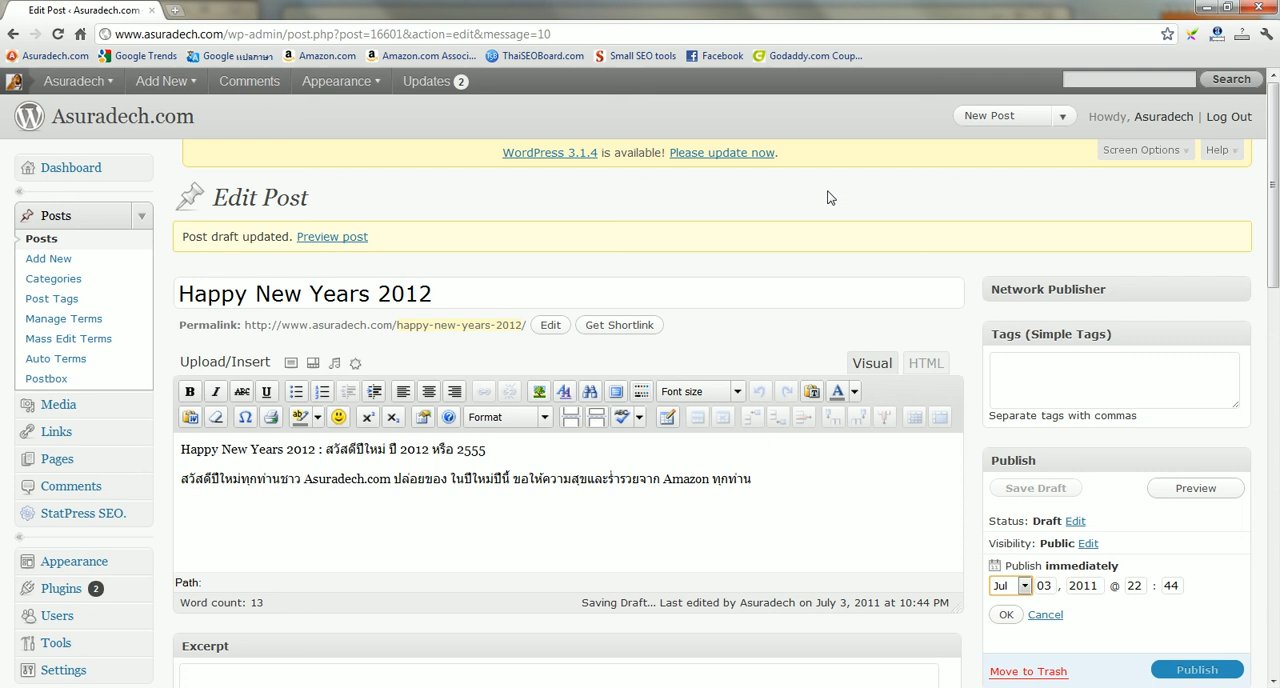 Edit Post ‹ Asuradech.com
www.asuradech.com/wp-admin/post.php?post=16601&action=edit&message=10
Asuradech.com Google Trends Google แปลภาษา Amazon.com Amazon.com Associ... ThaiSEOBoard.com Small SEO tools Facebook Godaddy.com Coup...
Asuradech Add New Comments Appearance Updates 2 Search
Asuradech.com New Post Howdy, Asuradech | Log Out
WordPress 3.1.4 is available! Please update now. Screen Options Help
Dashboard
Edit Post
Posts
Post draft updated. Preview post
Posts
Add New
Categories
Post Tags
Manage Terms
Mass Edit Terms
Auto Terms
Postbox
Media
Links
Pages
Comments
StatPress SEO.
Appearance
Plugins 2
Users
Tools
Settings
Happy New Years 2012
Permalink: http://www.asuradech.com/happy-new-years-2012/ Edit Get Shortlink
Upload/Insert Visual HTML
B I ABC U Font size A
Ω ab X² X₂ Format ABC
Happy New Years 2012 : สวัสดีปีใหม่ ปี 2012 หรือ 2555
สวัสดีปีใหม่ทุกท่านชาว Asuradech.com ปล่อยของ ในปีใหม่ปีนี้ ขอให้ความสุขและร่ำรวยจาก Amazon ทุกท่าน
Path:
Word count: 13 Saving Draft... Last edited by Asuradech on July 3, 2011 at 10:44 PM
Excerpt
Network Publisher
Tags (Simple Tags)
Separate tags with commas
Publish
Save Draft Preview
Status: Draft Edit
Visibility: Public Edit
Publish immediately
Jul 03 , 2011 @ 22 : 44
OK Cancel
Move to Trash Publish